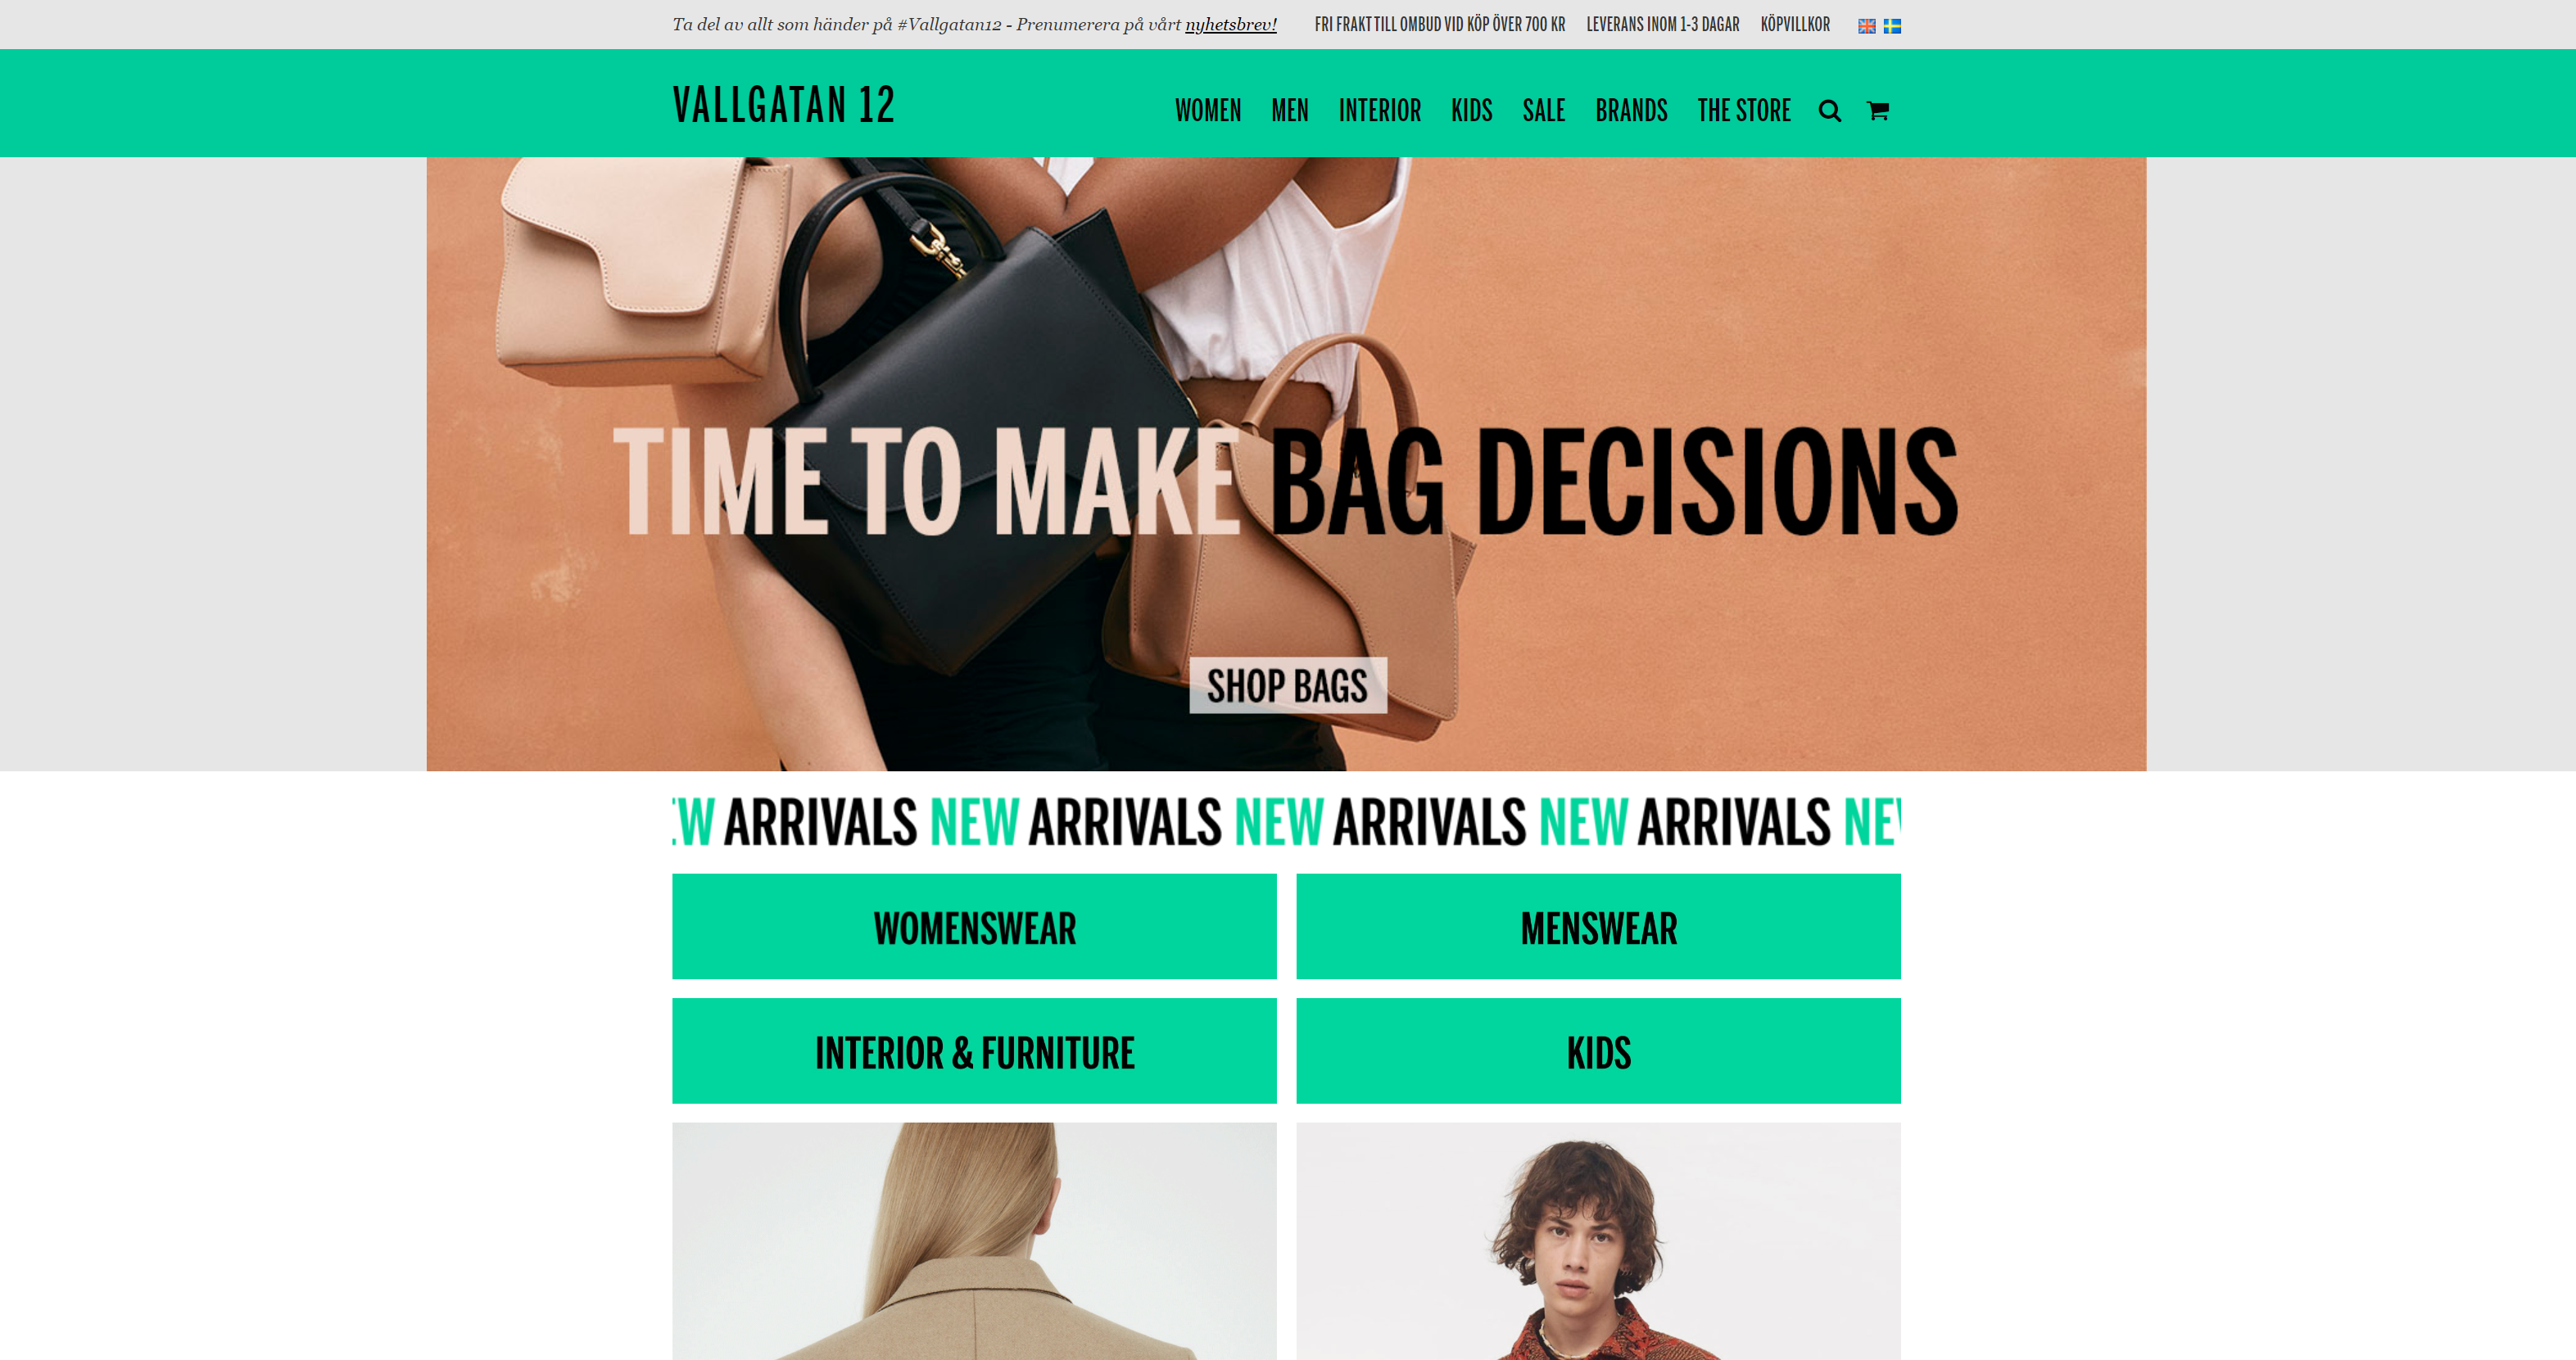 Ta del av allt som händer på #Vallgatan12 - Prenumerera på vårt nyhetsbrev! FRI FRAKT TILL OMBUD VID KÖP ÖVER 700 KR LEVERANS INOM 1-3 DAGAR KÖPVILLKOR
VALLGATAN 12 WOMEN MEN INTERIOR KIDS SALE BRANDS THE STORE
TIME TO MAKE BAG DECISIONS
SHOP BAGS
EW ARRIVALS NEW ARRIVALS NEW ARRIVALS NEW ARRIVALS NE
WOMENSWEAR MENSWEAR
INTERIOR & FURNITURE KIDS